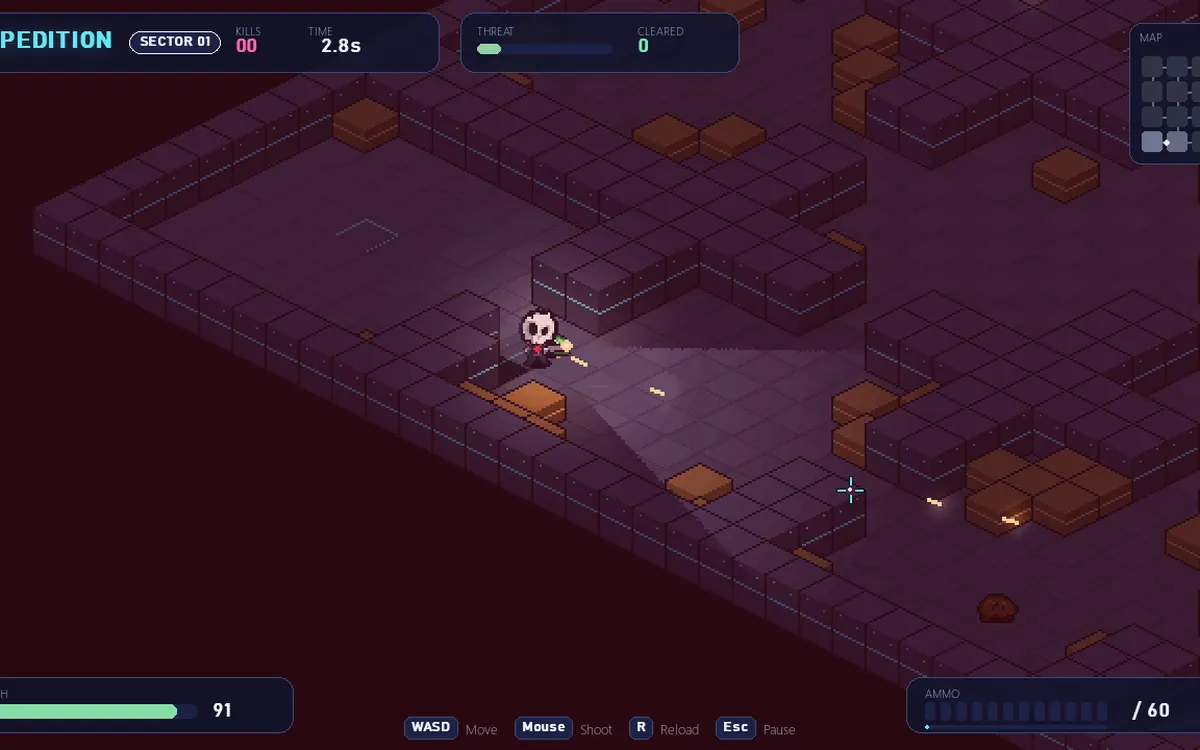 PEDITION
SECTOR 01
KILLS
00
TIME
2.8s
THREAT
CLEARED
0
MAP
H
91
WASD Move Mouse Shoot R Reload Esc Pause
AMMO
/ 60